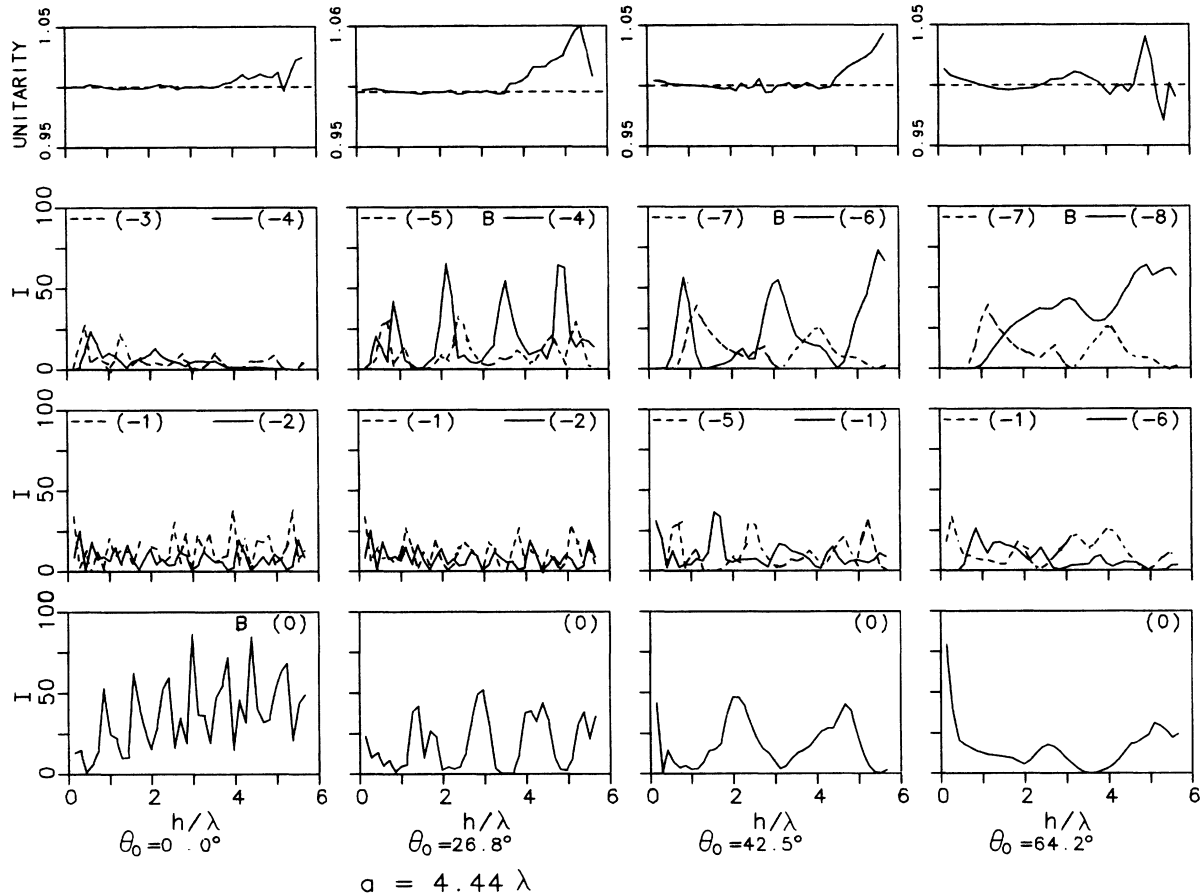 1.05 1.06 1.05 1.05
UNITARITY
0.95 0.95 0.95 0.95
100
(-3) (-4) (-5) B (-4) (-7) B (-6) (-7) B (-8)
I 50
0
100
(-1) (-2) (-1) (-2) (-5) (-1) (-1) (-6)
I 50
0
100
B (0) (0) (0) (0)
I 50
0
0 2 4 6 0 2 4 6 0 2 4 6 0 2 4 6
h/λ h/λ h/λ h/λ
θ₀=0.0° θ₀=26.8° θ₀=42.5° θ₀=64.2°
a = 4.44 λ